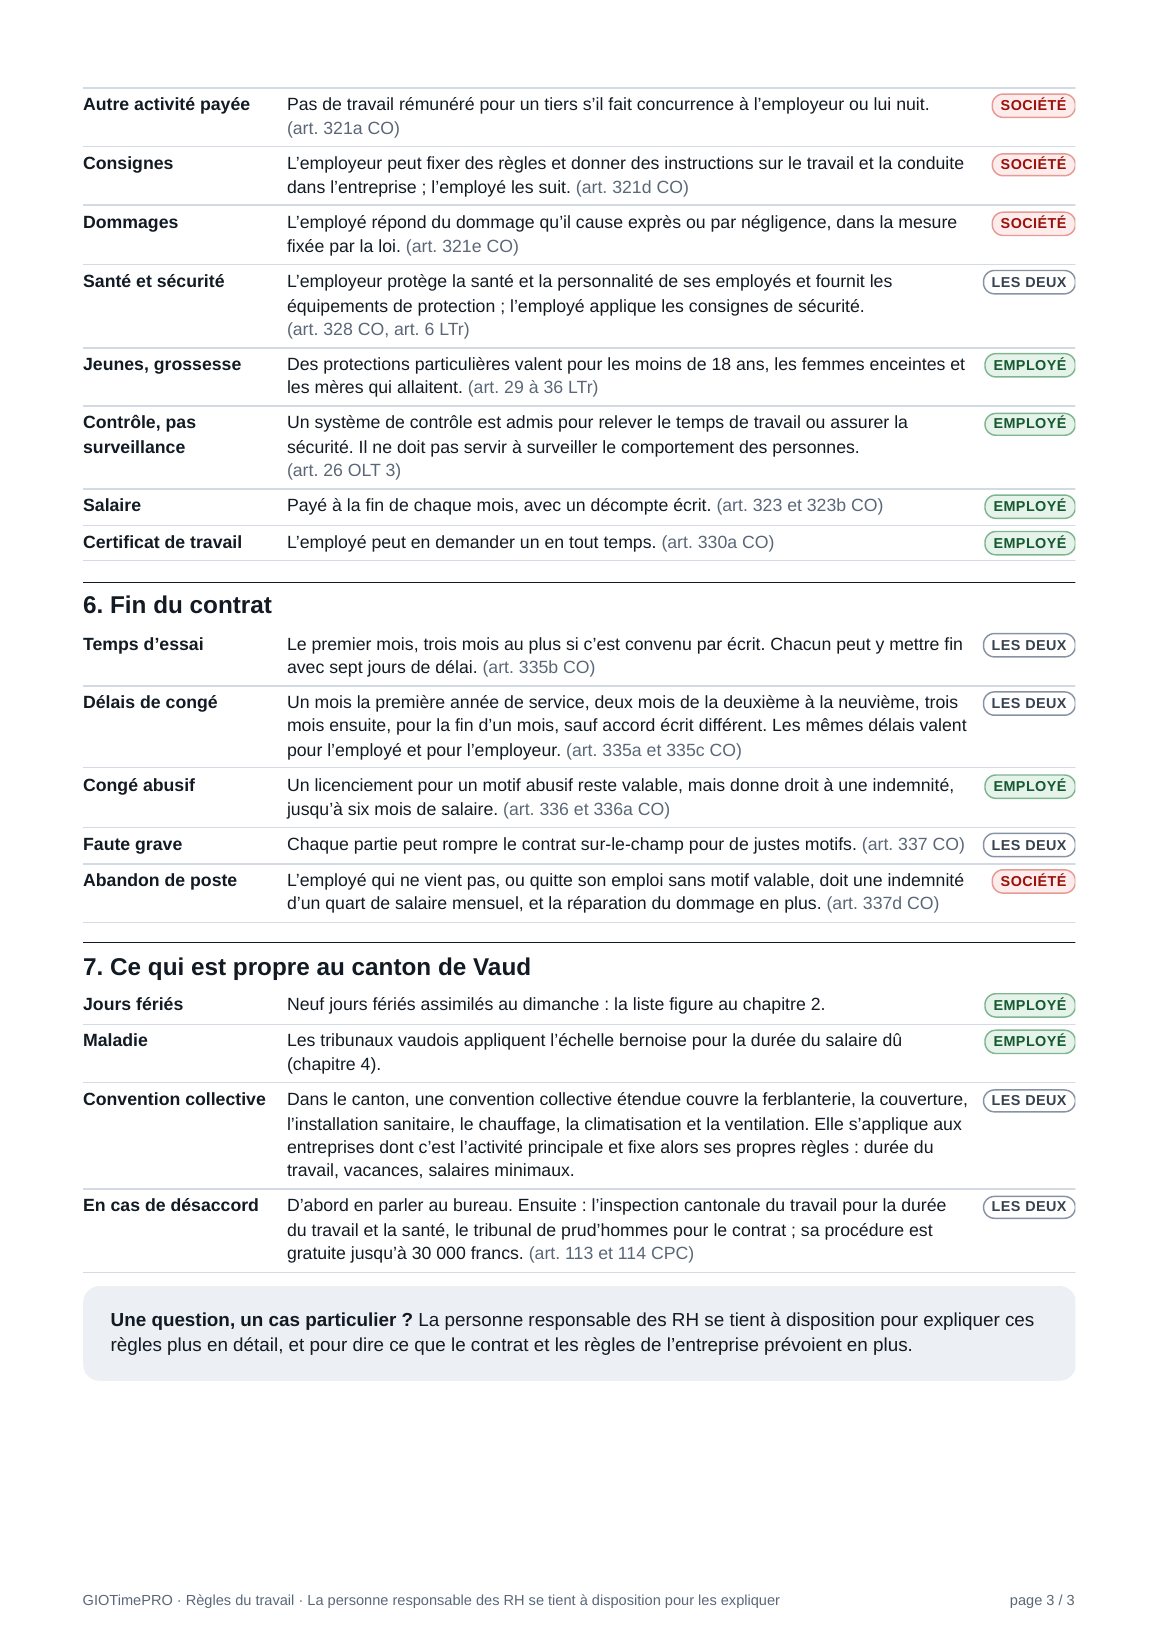 Autre activité payée Pas de travail rémunéré pour un tiers s’il fait concurrence à l’employeur ou lui nuit. SOCIÉTÉ
(art. 321a CO)
Consignes L’employeur peut fixer des règles et donner des instructions sur le travail et la conduite SOCIÉTÉ
dans l’entreprise ; l’employé les suit. (art. 321d CO)
Dommages L’employé répond du dommage qu’il cause exprès ou par négligence, dans la mesure SOCIÉTÉ
fixée par la loi. (art. 321e CO)
Santé et sécurité L’employeur protège la santé et la personnalité de ses employés et fournit les LES DEUX
équipements de protection ; l’employé applique les consignes de sécurité.
(art. 328 CO, art. 6 LTr)
Jeunes, grossesse Des protections particulières valent pour les moins de 18 ans, les femmes enceintes et EMPLOYÉ
les mères qui allaitent. (art. 29 à 36 LTr)
Contrôle, pas Un système de contrôle est admis pour relever le temps de travail ou assurer la EMPLOYÉ
surveillance sécurité. Il ne doit pas servir à surveiller le comportement des personnes.
(art. 26 OLT 3)
Salaire Payé à la fin de chaque mois, avec un décompte écrit. (art. 323 et 323b CO) EMPLOYÉ
Certificat de travail L’employé peut en demander un en tout temps. (art. 330a CO) EMPLOYÉ
6. Fin du contrat
Temps d’essai Le premier mois, trois mois au plus si c’est convenu par écrit. Chacun peut y mettre fin LES DEUX
avec sept jours de délai. (art. 335b CO)
Délais de congé Un mois la première année de service, deux mois de la deuxième à la neuvième, trois LES DEUX
mois ensuite, pour la fin d’un mois, sauf accord écrit différent. Les mêmes délais valent
pour l’employé et pour l’employeur. (art. 335a et 335c CO)
Congé abusif Un licenciement pour un motif abusif reste valable, mais donne droit à une indemnité, EMPLOYÉ
jusqu’à six mois de salaire. (art. 336 et 336a CO)
Faute grave Chaque partie peut rompre le contrat sur-le-champ pour de justes motifs. (art. 337 CO) LES DEUX
Abandon de poste L’employé qui ne vient pas, ou quitte son emploi sans motif valable, doit une indemnité SOCIÉTÉ
d’un quart de salaire mensuel, et la réparation du dommage en plus. (art. 337d CO)
7. Ce qui est propre au canton de Vaud
Jours fériés Neuf jours fériés assimilés au dimanche : la liste figure au chapitre 2. EMPLOYÉ
Maladie Les tribunaux vaudois appliquent l’échelle bernoise pour la durée du salaire dû EMPLOYÉ
(chapitre 4).
Convention collective Dans le canton, une convention collective étendue couvre la ferblanterie, la couverture, LES DEUX
l’installation sanitaire, le chauffage, la climatisation et la ventilation. Elle s’applique aux
entreprises dont c’est l’activité principale et fixe alors ses propres règles : durée du
travail, vacances, salaires minimaux.
En cas de désaccord D’abord en parler au bureau. Ensuite : l’inspection cantonale du travail pour la durée LES DEUX
du travail et la santé, le tribunal de prud’hommes pour le contrat ; sa procédure est
gratuite jusqu’à 30 000 francs. (art. 113 et 114 CPC)
Une question, un cas particulier ? La personne responsable des RH se tient à disposition pour expliquer ces
règles plus en détail, et pour dire ce que le contrat et les règles de l’entreprise prévoient en plus.
GIOTimePRO · Règles du travail · La personne responsable des RH se tient à disposition pour les expliquer page 3 / 3